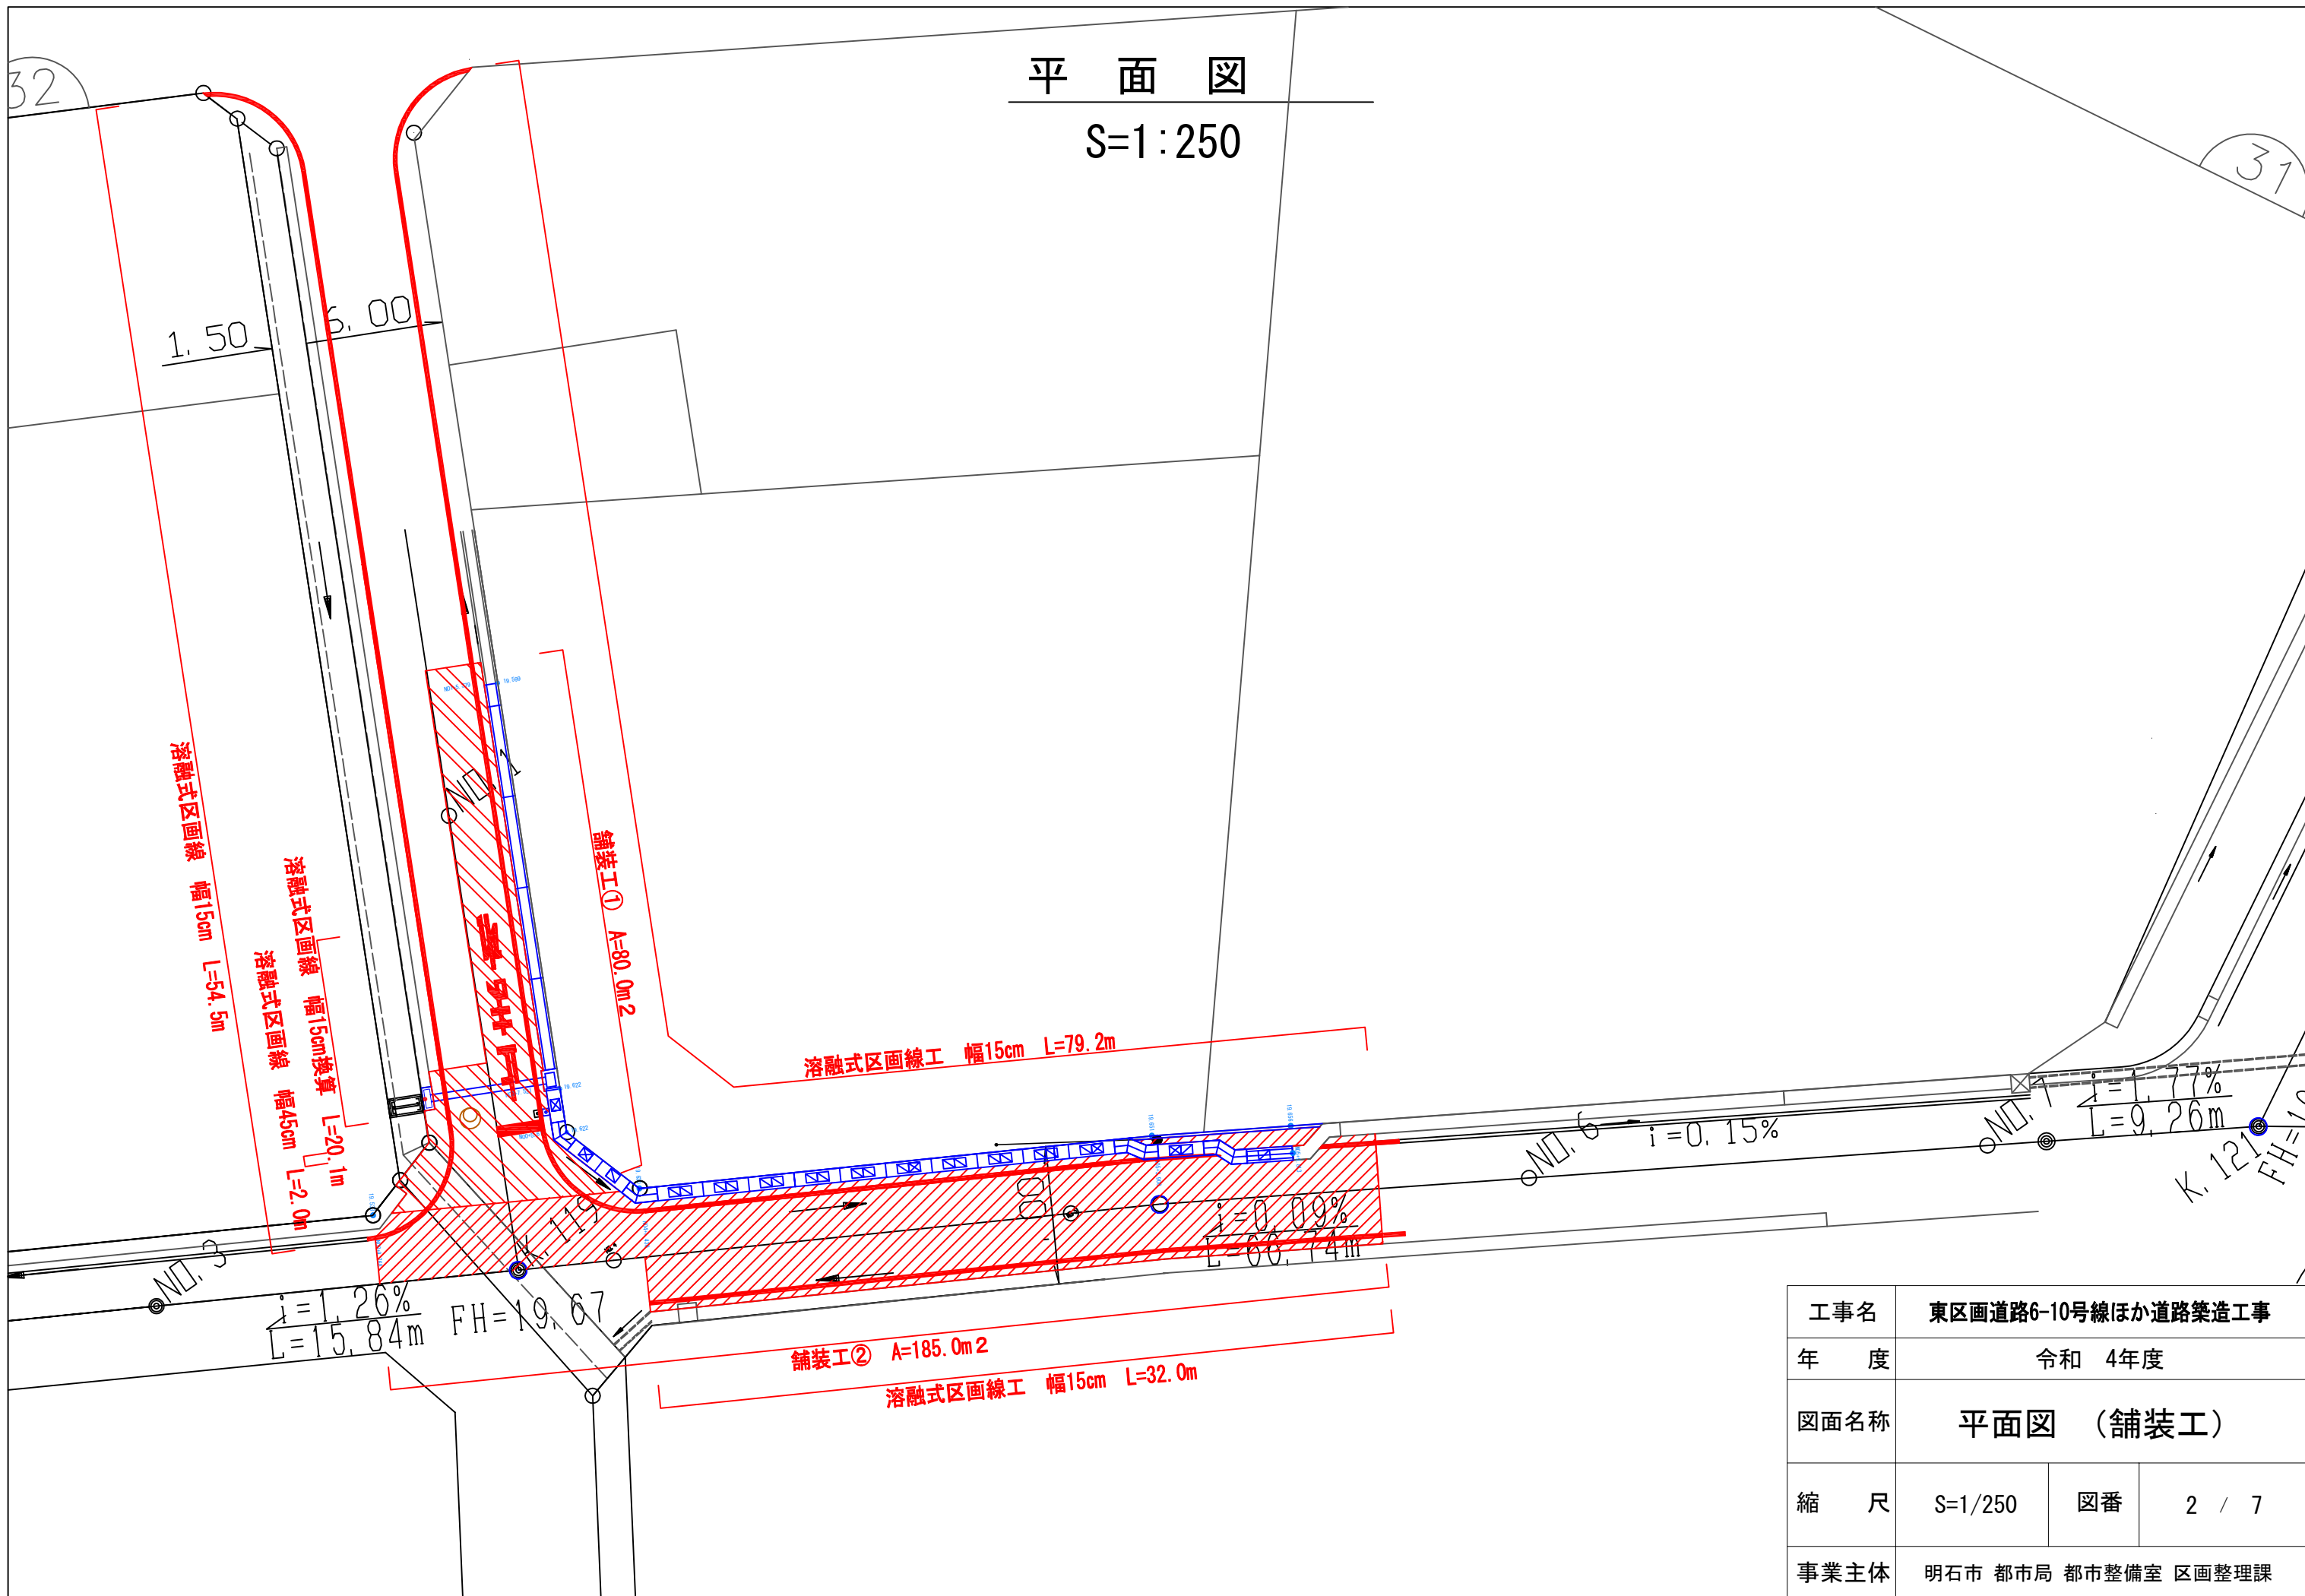 平 面 図
S=1:250
32
31
1.50
6.00
溶融式区画線 幅15cm L=54.5m
溶融式区画線 幅15cm換算 L=20.1m
溶融式区画線 幅45cm L=2.0m
舗装工① A=80.0m2
溶融式区画線工 幅15cm L=79.2m
NO.1
止マレ
K.119
NO.3
i=1.26%
L=15.84m
FH=19.67
i=0.09%
L=66.74m
NO.6
i=0.15%
NO.7
i=1.77%
L=9.26m
K.121
舗装工② A=185.0m2
溶融式区画線工 幅15cm L=32.0m
工事名 東区画道路6-10号線ほか道路築造工事
年 度 令和 4年度
図面名称 平面図 (舗装工)
縮 尺 S=1/250 図番 2 / 7
事業主体 明石市 都市局 都市整備室 区画整理課